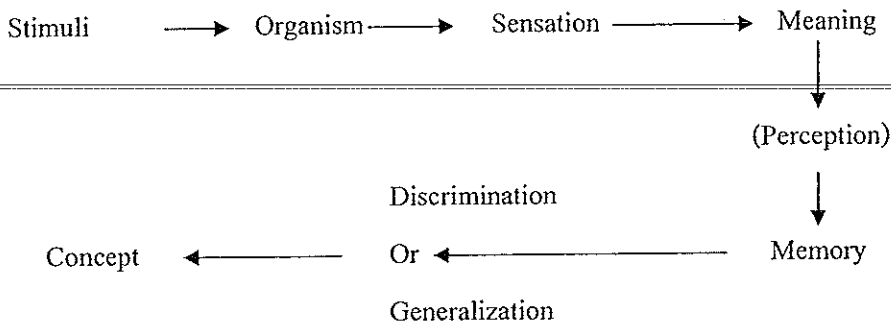 Stimuli Organism Sensation Meaning
(Perception)
Discrimination
Concept Or Memory
Generalization